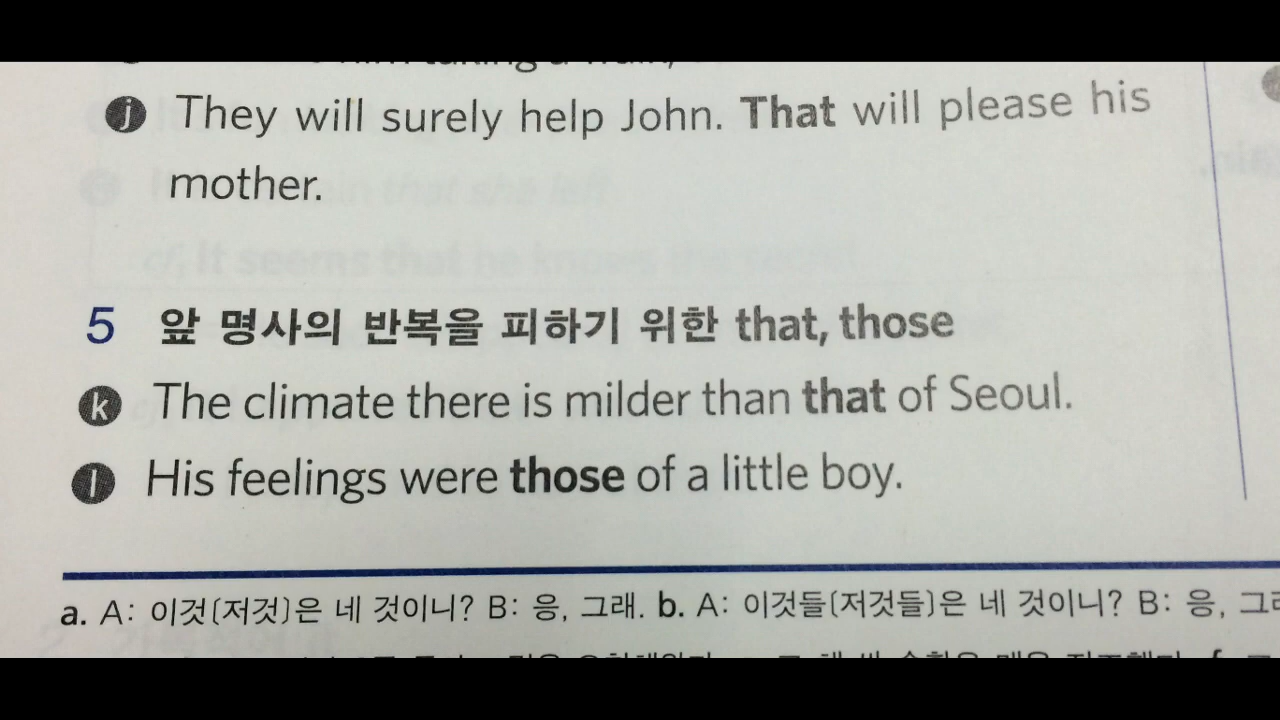 j They will surely help John. That will please his
mother.
5 앞 명사의 반복을 피하기 위한 that, those
k The climate there is milder than that of Seoul.
l His feelings were those of a little boy.
a. A: 이것〔저것〕은 네 것이니? B: 응, 그래. b. A: 이것들〔저것들〕은 네 것이니? B: 응,